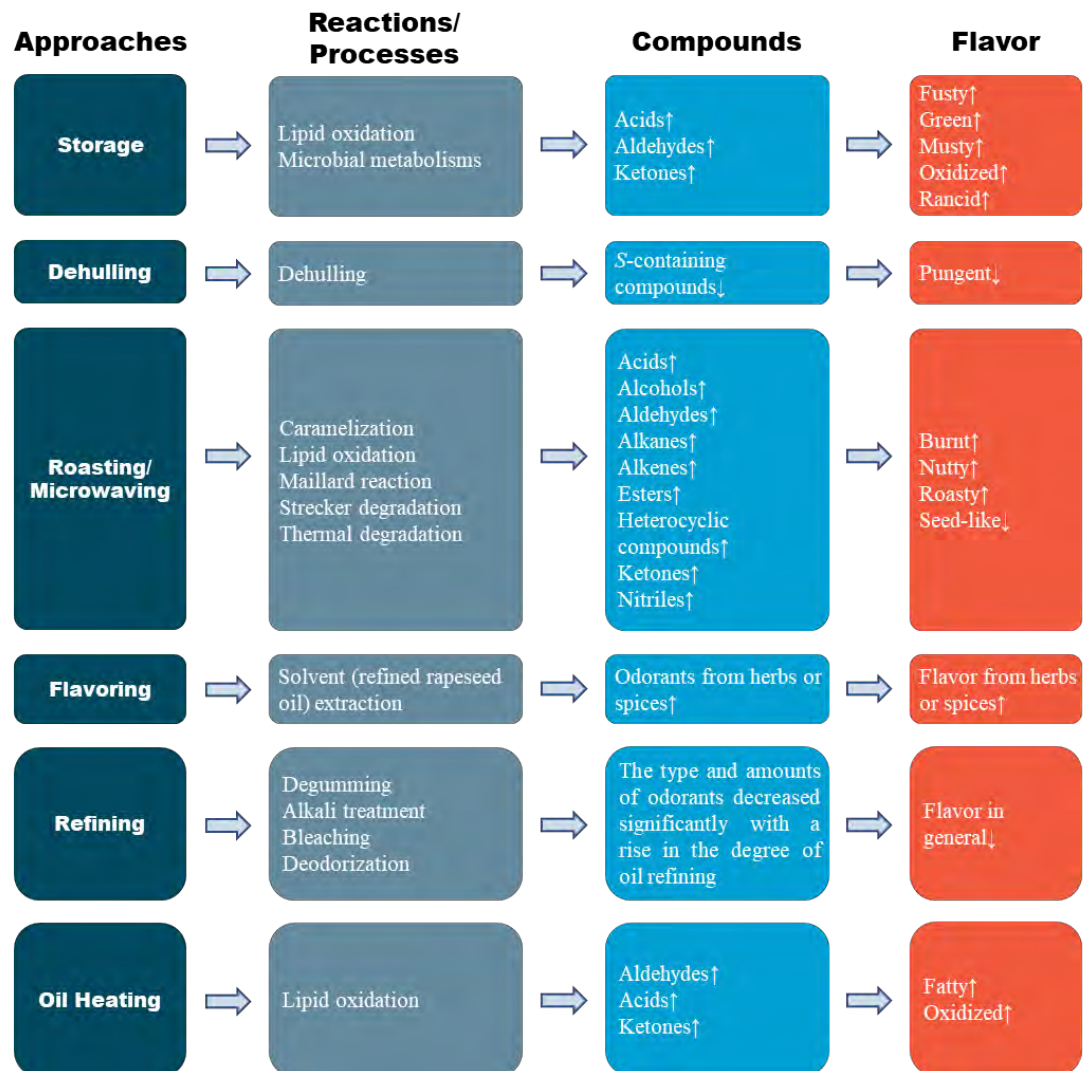 Approaches
Reactions/
Processes
Compounds
Flavor
Storage
Lipid oxidation
Microbial metabolisms
Acids↑
Aldehydes↑
Ketones↑
Fusty↑
Green↑
Musty↑
Oxidized↑
Rancid↑
Dehulling
Dehulling
S-containing
compounds↓
Pungent↓
Roasting/
Microwaving
Caramelization
Lipid oxidation
Maillard reaction
Strecker degradation
Thermal degradation
Acids↑
Alcohols↑
Aldehydes↑
Alkanes↑
Alkenes↑
Esters↑
Heterocyclic
compounds↑
Ketones↑
Nitriles↑
Burnt↑
Nutty↑
Roasty↑
Seed-like↓
Flavoring
Solvent (refined rapeseed
oil) extraction
Odorants from herbs or
spices↑
Flavor from herbs
or spices↑
Refining
Degumming
Alkali treatment
Bleaching
Deodorization
The type and amounts
of odorants decreased
significantly with a
rise in the degree of
oil refining
Flavor in
general↓
Oil Heating
Lipid oxidation
Aldehydes↑
Acids↑
Ketones↑
Fatty↑
Oxidized↑